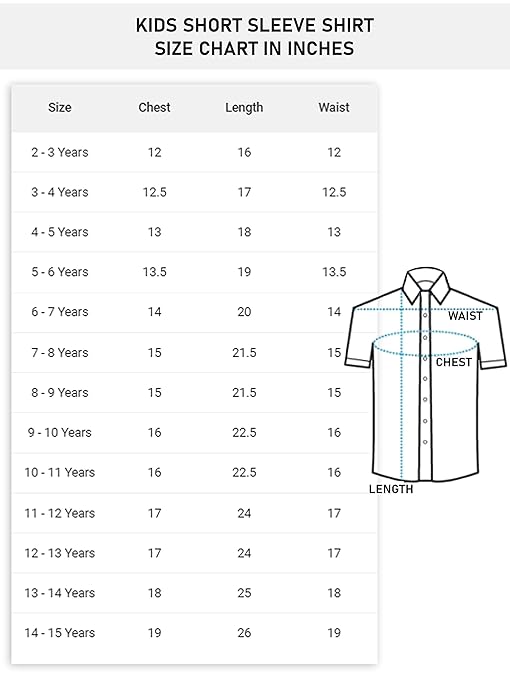 KIDS SHORT SLEEVE SHIRT
SIZE CHART IN INCHES
Size Chest Length Waist
2 - 3 Years 12 16 12
3 - 4 Years 12.5 17 12.5
4 - 5 Years 13 18 13
5 - 6 Years 13.5 19 13.5
6 - 7 Years 14 20 14
7 - 8 Years 15 21.5 15
8 - 9 Years 15 21.5 15
9 - 10 Years 16 22.5 16
10 - 11 Years 16 22.5 16
11 - 12 Years 17 24 17
12 - 13 Years 17 24 17
13 - 14 Years 18 25 18
14 - 15 Years 19 26 19
WAIST
CHEST
LENGTH